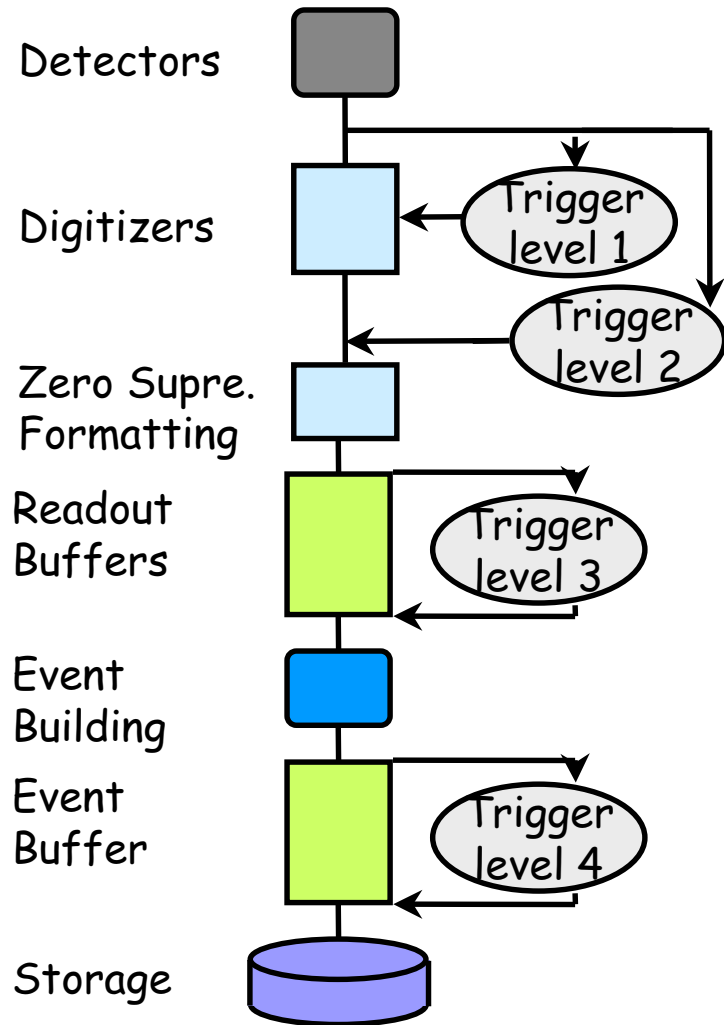 Detectors
Trigger
level 1
Digitizers
Trigger
level 2
Zero Supre.
Formatting
Readout
Buffers
Trigger
level 3
Event
Building
Event
Buffer
Trigger
level 4
Storage